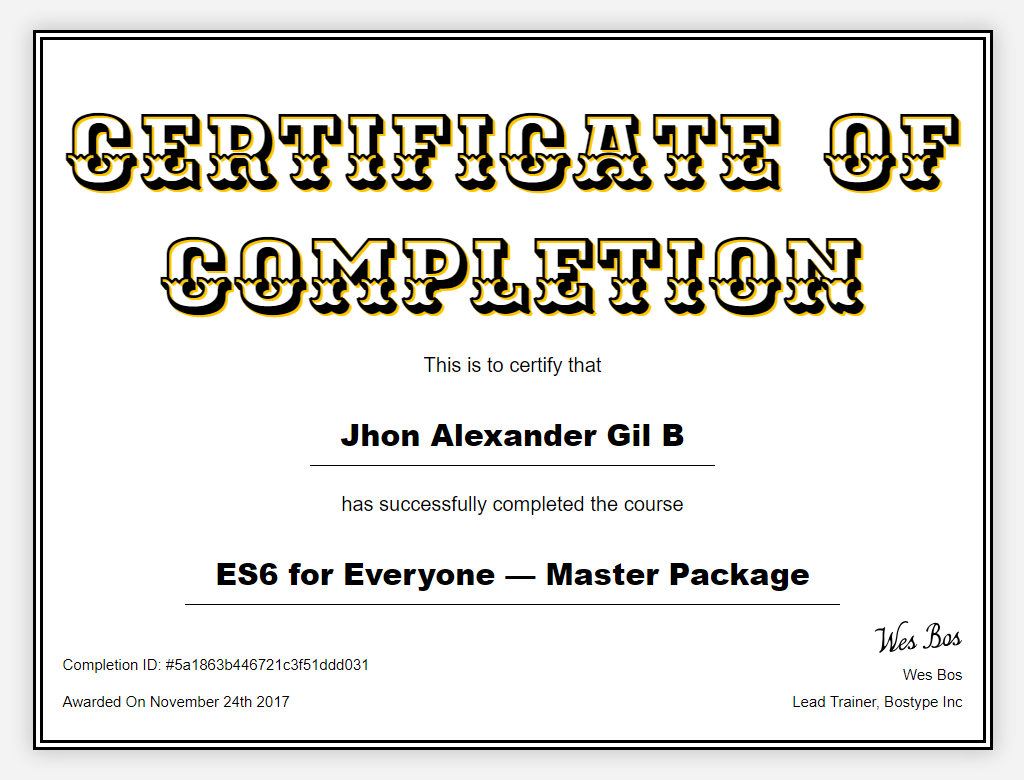 CERTIFICATE OF
COMPLETION
This is to certify that
Jhon Alexander Gil B
has successfully completed the course
ES6 for Everyone — Master Package
Wes Bos
Completion ID: #5a1863b446721c3f51ddd031
Wes Bos
Awarded On November 24th 2017
Lead Trainer, Bostype Inc